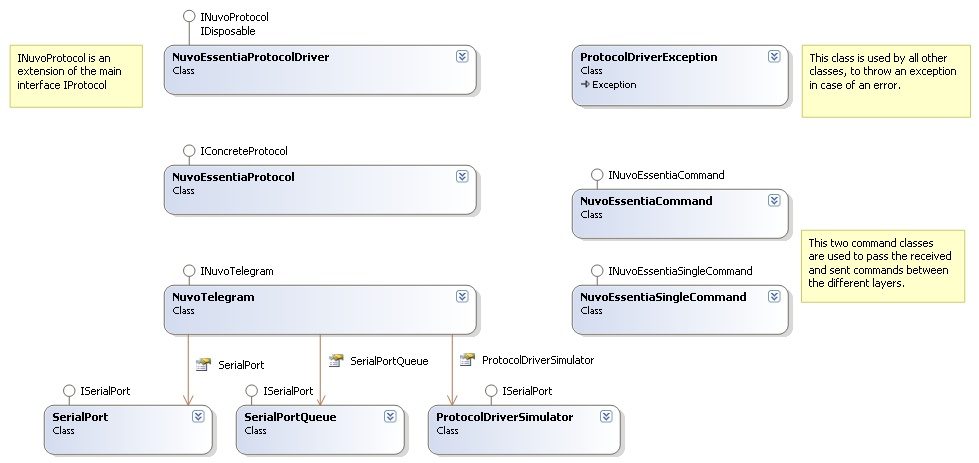 INuvoProtocol
IDisposable
INuvoProtocol is an
extension of the main
interface IProtocol
NuvoEssentiaProtocolDriver
Class
ProtocolDriverException
Class
Exception
This class is used by all other
classes, to throw an exception
in case of an error.
IConcreteProtocol
NuvoEssentiaProtocol
Class
INuvoEssentiaCommand
NuvoEssentiaCommand
Class
This two command classes
are used to pass the received
and sent commands between
the different layers.
INuvoTelegram
NuvoTelegram
Class
INuvoEssentiaSingleCommand
NuvoEssentiaSingleCommand
Class
SerialPort
SerialPortQueue
ProtocolDriverSimulator
ISerialPort
SerialPort
Class
ISerialPort
SerialPortQueue
Class
ISerialPort
ProtocolDriverSimulator
Class